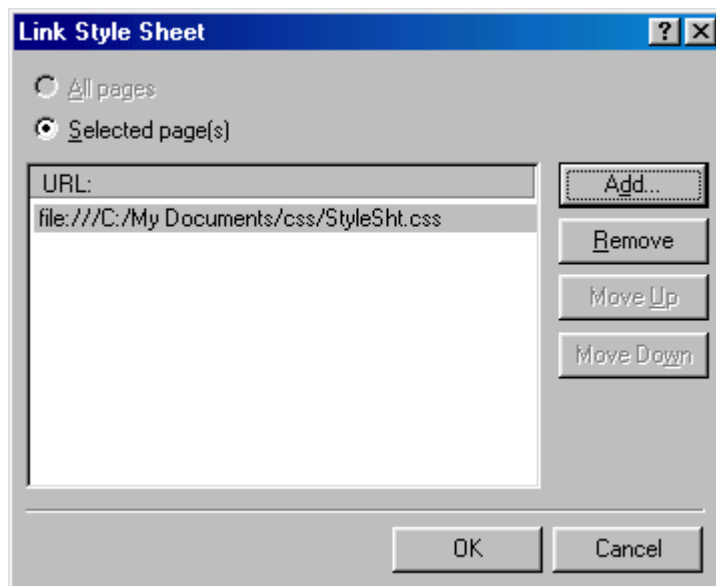 Link Style Sheet
All pages
Selected page(s)
URL:
file:///C:/My Documents/css/StyleSht.css
Add...
Remove
Move Up
Move Down
OK
Cancel